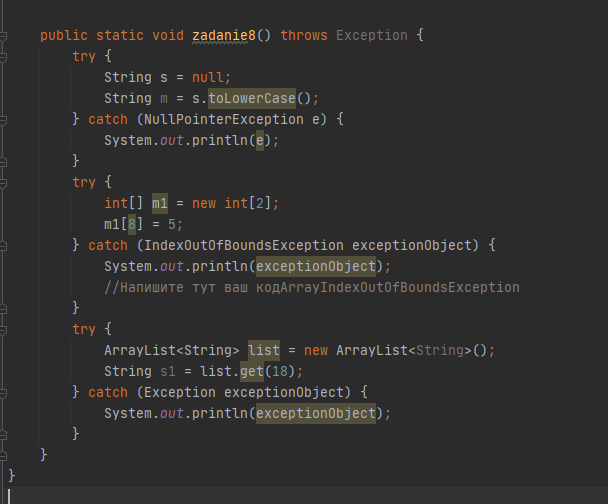 public static void zadanie8() throws Exception {
try {
String s = null;
String m = s.toLowerCase();
} catch (NullPointerException e) {
System.out.println(e);
}
try {
int[] m1 = new int[2];
m1[8] = 5;
} catch (IndexOutOfBoundsException exceptionObject) {
System.out.println(exceptionObject);
//Напишите тут ваш кодArrayIndexOutOfBoundsException
}
try {
ArrayList<String> list = new ArrayList<String>();
String s1 = list.get(18);
} catch (Exception exceptionObject) {
System.out.println(exceptionObject);
}
}
}